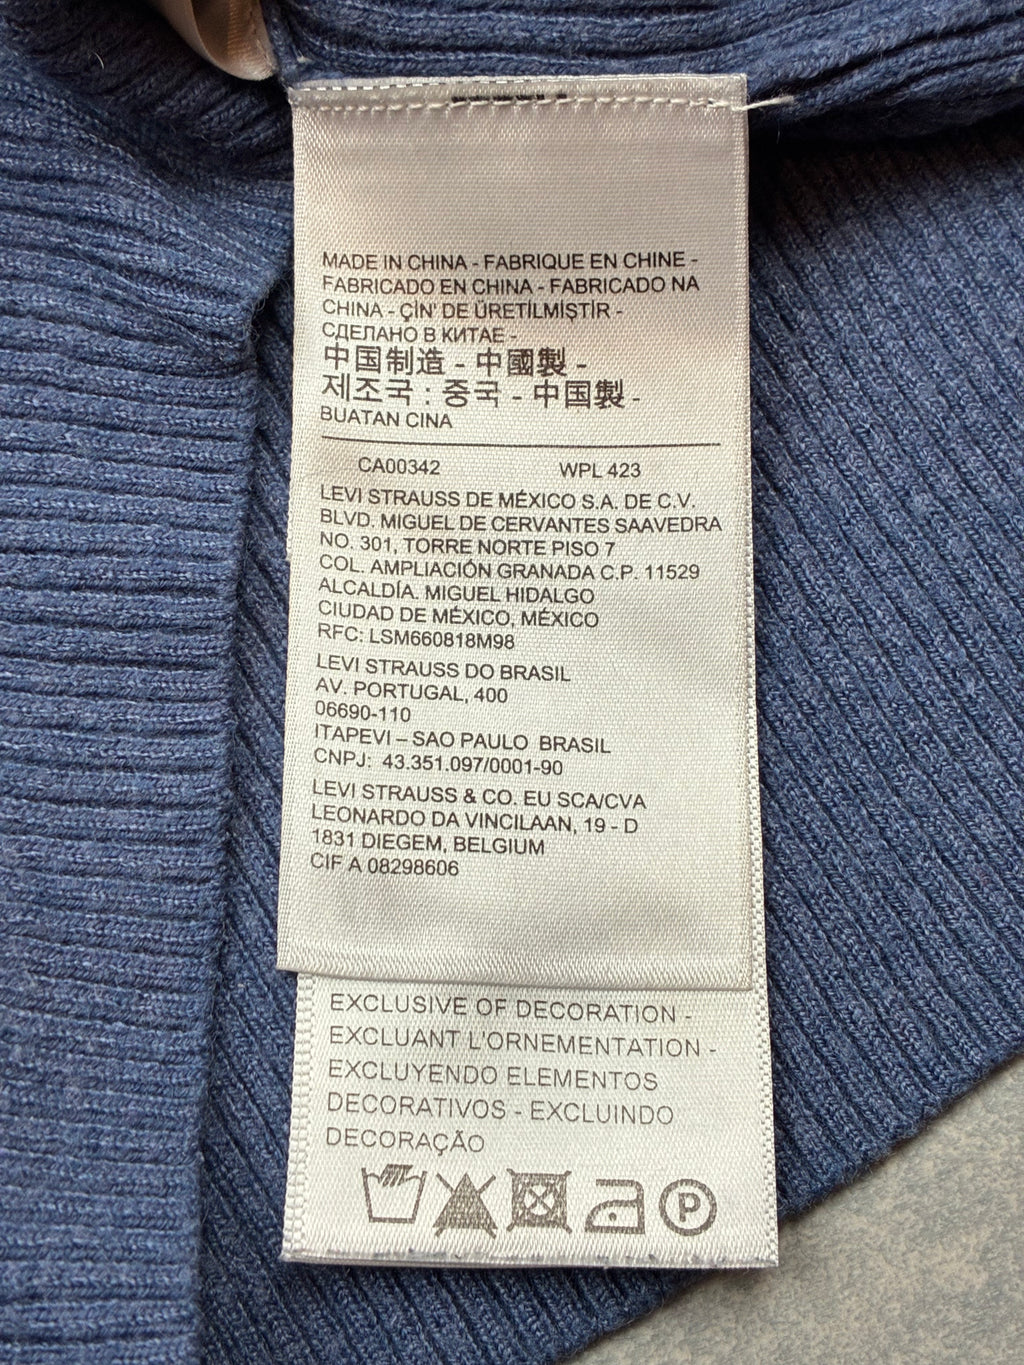 MADE IN CHINA - FABRIQUE EN CHINE -
FABRICADO EN CHINA - FABRICADO NA
CHINA - ÇİN' DE ÜRETİLMİŞTİR -
СДЕЛАНО В КИТАЕ -
中国制造 - 中國製 -
제조국 : 중국 - 中国製 -
BUATAN CINA
CA00342 WPL 423
LEVI STRAUSS DE MÉXICO S.A. DE C.V.
BLVD. MIGUEL DE CERVANTES SAAVEDRA
NO. 301, TORRE NORTE PISO 7
COL. AMPLIACIÓN GRANADA C.P. 11529
ALCALDÍA. MIGUEL HIDALGO
CIUDAD DE MÉXICO, MÉXICO
RFC: LSM660818M98
LEVI STRAUSS DO BRASIL
AV. PORTUGAL, 400
06690-110
ITAPEVI – SAO PAULO BRASIL
CNPJ: 43.351.097/0001-90
LEVI STRAUSS & CO. EU SCA/CVA
LEONARDO DA VINCILAAN, 19 - D
1831 DIEGEM, BELGIUM
CIF A 08298606
EXCLUSIVE OF DECORATION -
EXCLUANT L'ORNEMENTATION -
EXCLUYENDO ELEMENTOS
DECORATIVOS - EXCLUINDO
DECORAÇÃO
P